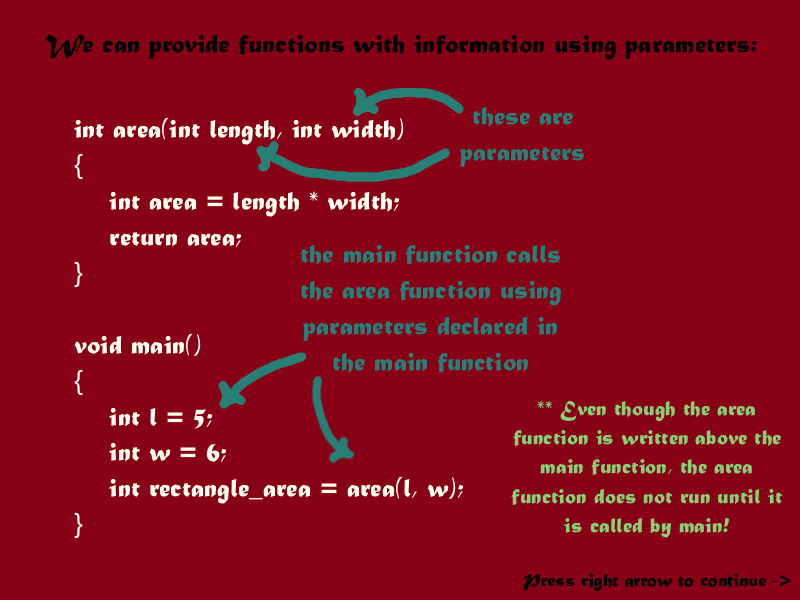 We can provide functions with information using parameters:
int area(int length, int width)
{
int area = length * width;
return area;
}
these are
parameters
the main function calls
the area function using
parameters declared in
the main function
void main()
{
int l = 5;
int w = 6;
int rectangle_area = area(l, w);
}
** Even though the area
function is written above the
main function, the area
function does not run until it
is called by main!
Press right arrow to continue ->